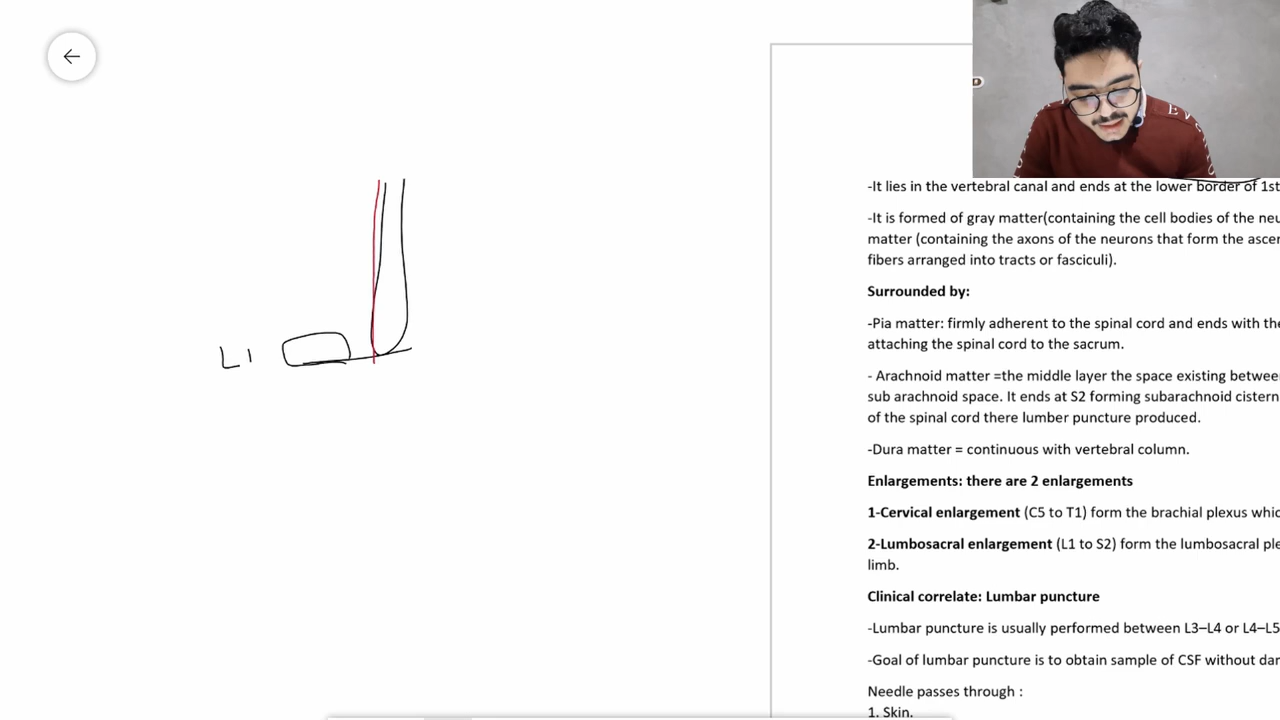 -It lies in the vertebral canal and ends at the lower border of 1st
-It is formed of gray matter(containing the cell bodies of the neu
matter (containing the axons of the neurons that form the ascen
fibers arranged into tracts or fasciculi).
Surrounded by:
-Pia matter: firmly adherent to the spinal cord and ends with the
attaching the spinal cord to the sacrum.
- Arachnoid matter =the middle layer the space existing betwee
sub arachnoid space. It ends at S2 forming subarachnoid cistern
of the spinal cord there lumber puncture produced.
-Dura matter = continuous with vertebral column.
Enlargements: there are 2 enlargements
1-Cervical enlargement (C5 to T1) form the brachial plexus whic
2-Lumbosacral enlargement (L1 to S2) form the lumbosacral ple
limb.
Clinical correlate: Lumbar puncture
-Lumbar puncture is usually performed between L3–L4 or L4–L5
-Goal of lumbar puncture is to obtain sample of CSF without dar
Needle passes through :
1. Skin.
L1